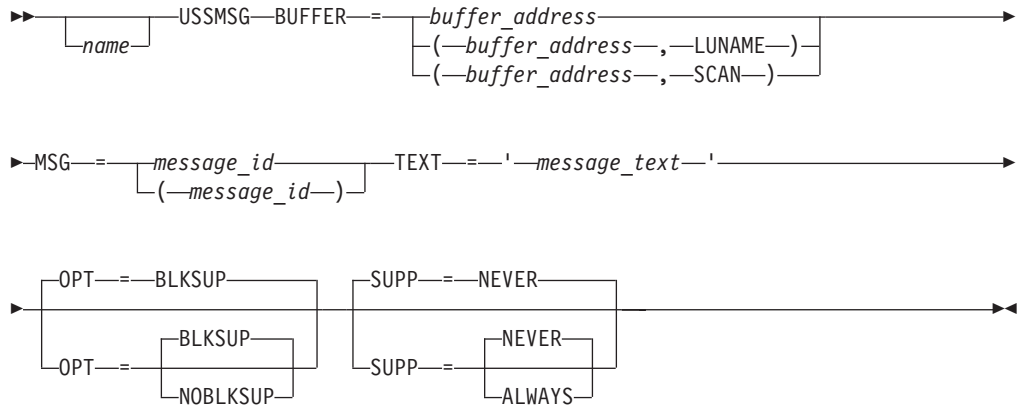 USSMSG BUFFER = buffer_address
name
( buffer_address , LUNAME )
( buffer_address , SCAN )
MSG = message_id TEXT = ' message_text '
( message_id )
OPT = BLKSUP SUPP = NEVER
BLKSUP NEVER
OPT = SUPP =
NOBLKSUP ALWAYS